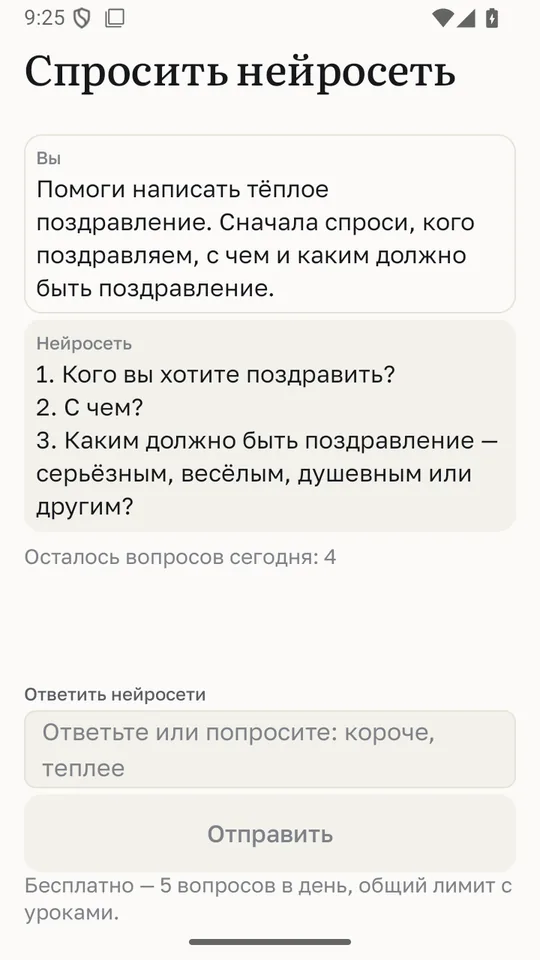 9:25
Спросить нейросеть
Вы
Помоги написать тёплое
поздравление. Сначала спроси, кого
поздравляем, с чем и каким должно
быть поздравление.
Нейросеть
1. Кого вы хотите поздравить?
2. С чем?
3. Каким должно быть поздравление —
серьёзным, весёлым, душевным или
другим?
Осталось вопросов сегодня: 4
Ответить нейросети
Ответьте или попросите: короче,
теплее
Отправить
Бесплатно — 5 вопросов в день, общий лимит с
уроками.